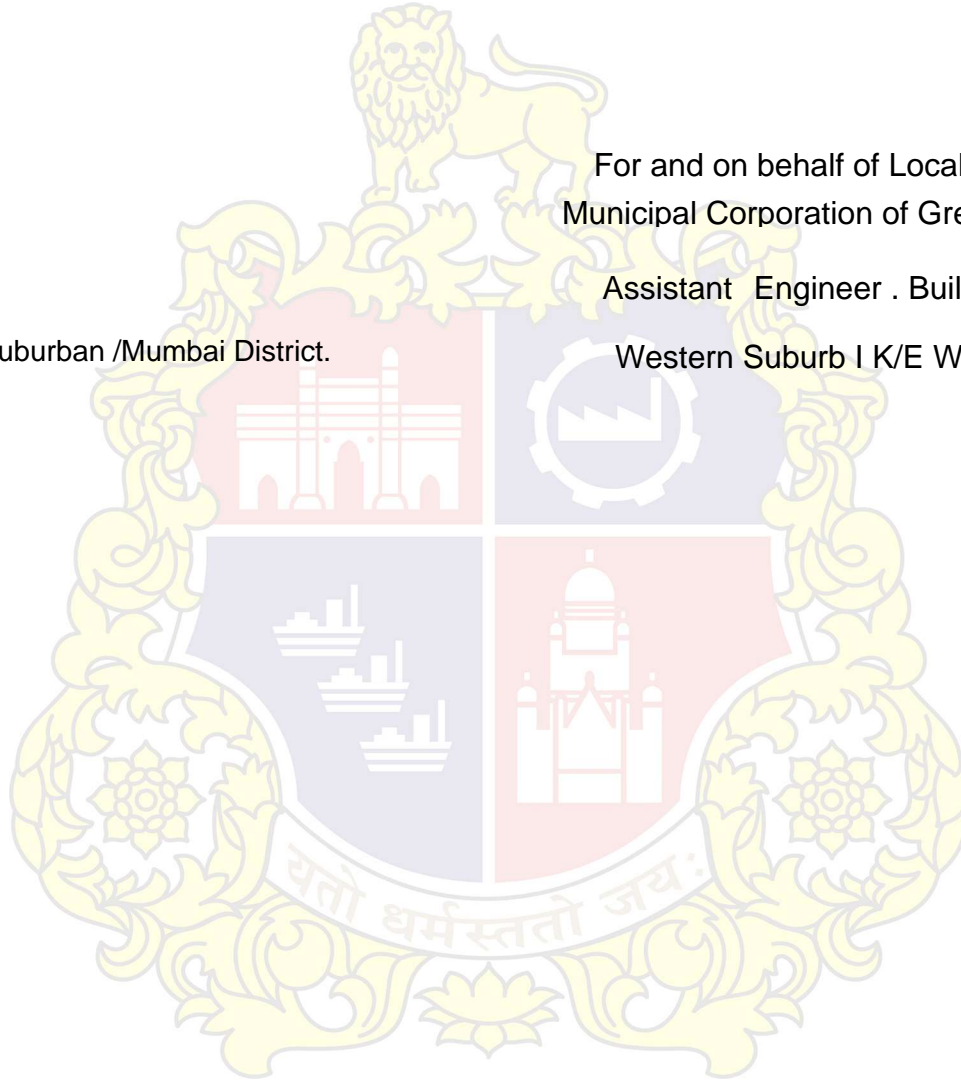 For and on behalf of Local
Municipal Corporation of Gre
Assistant Engineer . Buil
uburban /Mumbai District.
Western Suburb I K/E W
यतो धर्मस्ततो जय: